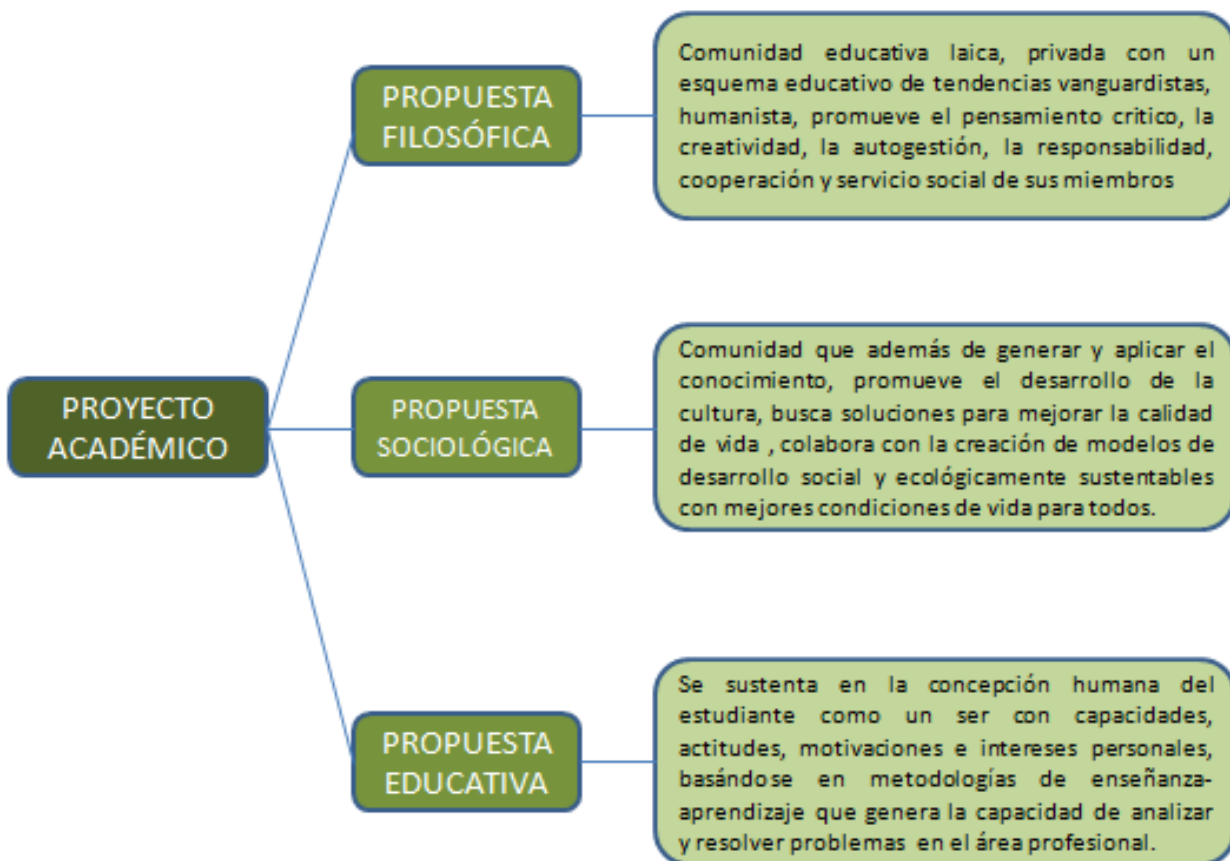 PROPUESTA
FILOSÓFICA
Comunidad educativa laica, privada con un
esquema educativo de tendencias vanguardistas,
humanista, promueve el pensamiento crítico, la
creatividad, la autogestión, la responsabilidad,
cooperación y servicio social de sus miembros
PROYECTO
ACADÉMICO
PROPUESTA
SOCIOLÓGICA
Comunidad que además de generar y aplicar el
conocimiento, promueve el desarrollo de la
cultura, busca soluciones para mejorar la calidad
de vida , colabora con la creación de modelos de
desarrollo social y ecológicamente sustentables
con mejores condiciones de vida para todos.
PROPUESTA
EDUCATIVA
Se sustenta en la concepción humana del
estudiante como un ser con capacidades,
actitudes, motivaciones e intereses personales,
basándose en metodologías de enseñanza-
aprendizaje que genera la capacidad de analizar
y resolver problemas en el área profesional.